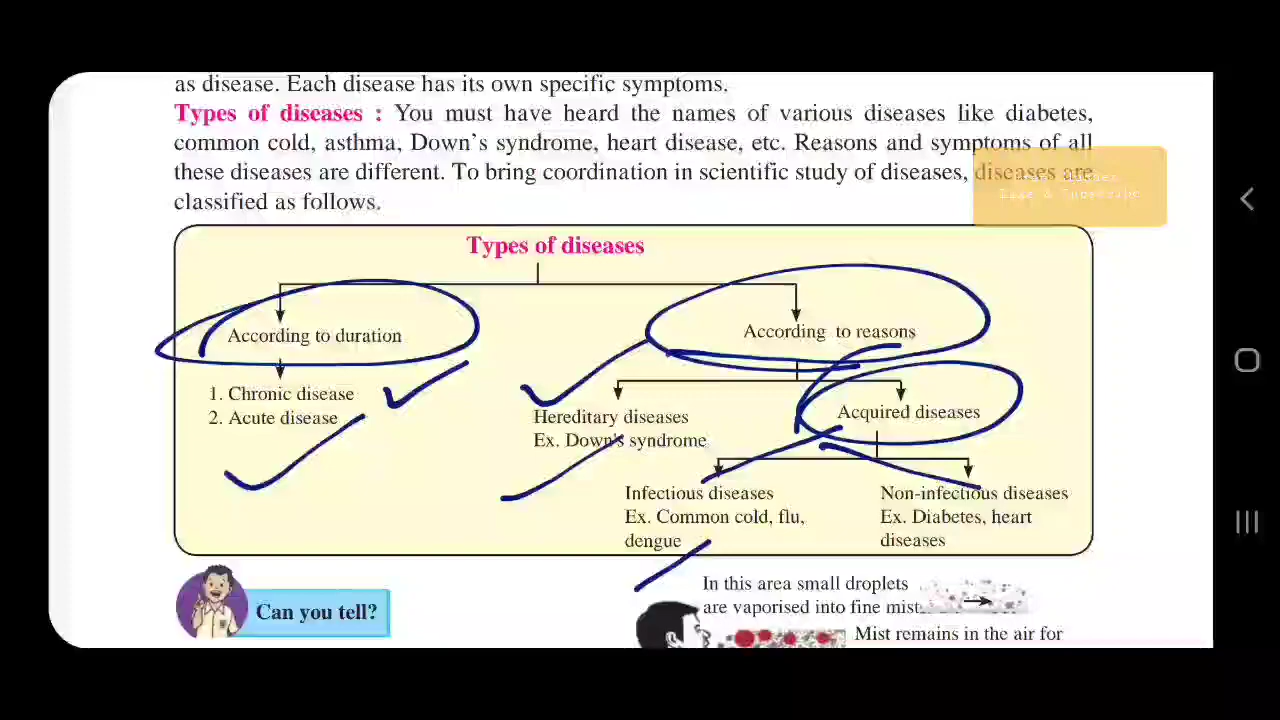 as disease. Each disease has its own specific symptoms.
Types of diseases : You must have heard the names of various diseases like diabetes,
common cold, asthma, Down's syndrome, heart disease, etc. Reasons and symptoms of all
these diseases are different. To bring coordination in scientific study of diseases, diseases are
Like & Subscribe
classified as follows.
Types of diseases
According to duration
According to reasons
1. Chronic disease
2. Acute disease
Hereditary diseases
Ex. Down's syndrome
Acquired diseases
Infectious diseases
Ex. Common cold, flu,
dengue
Non-infectious diseases
Ex. Diabetes, heart
diseases
Can you tell?
In this area small droplets
are vaporised into fine mist.
Mist remains in the air for